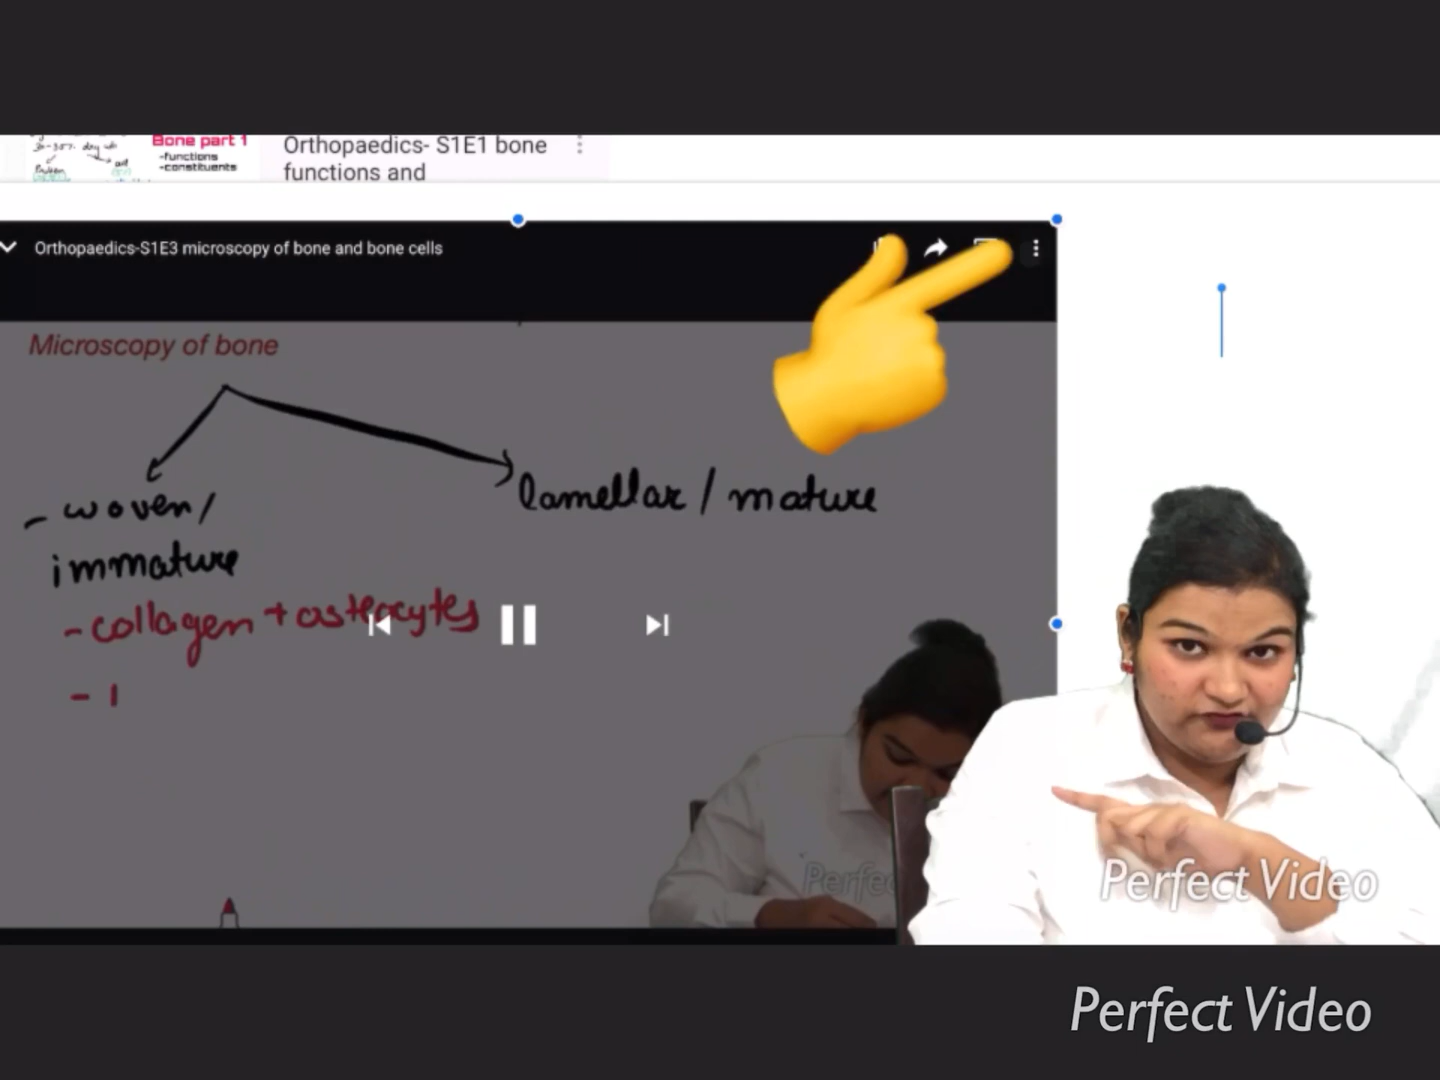 Bone part 1
-functions
-constituents
Orthopaedics- S1E1 bone
functions and
Orthopaedics-S1E3 microscopy of bone and bone cells
Microscopy of bone
- woven/
immature
lamellar / mature
- collagen + osteocytes
Perfect Video
Perfect Video